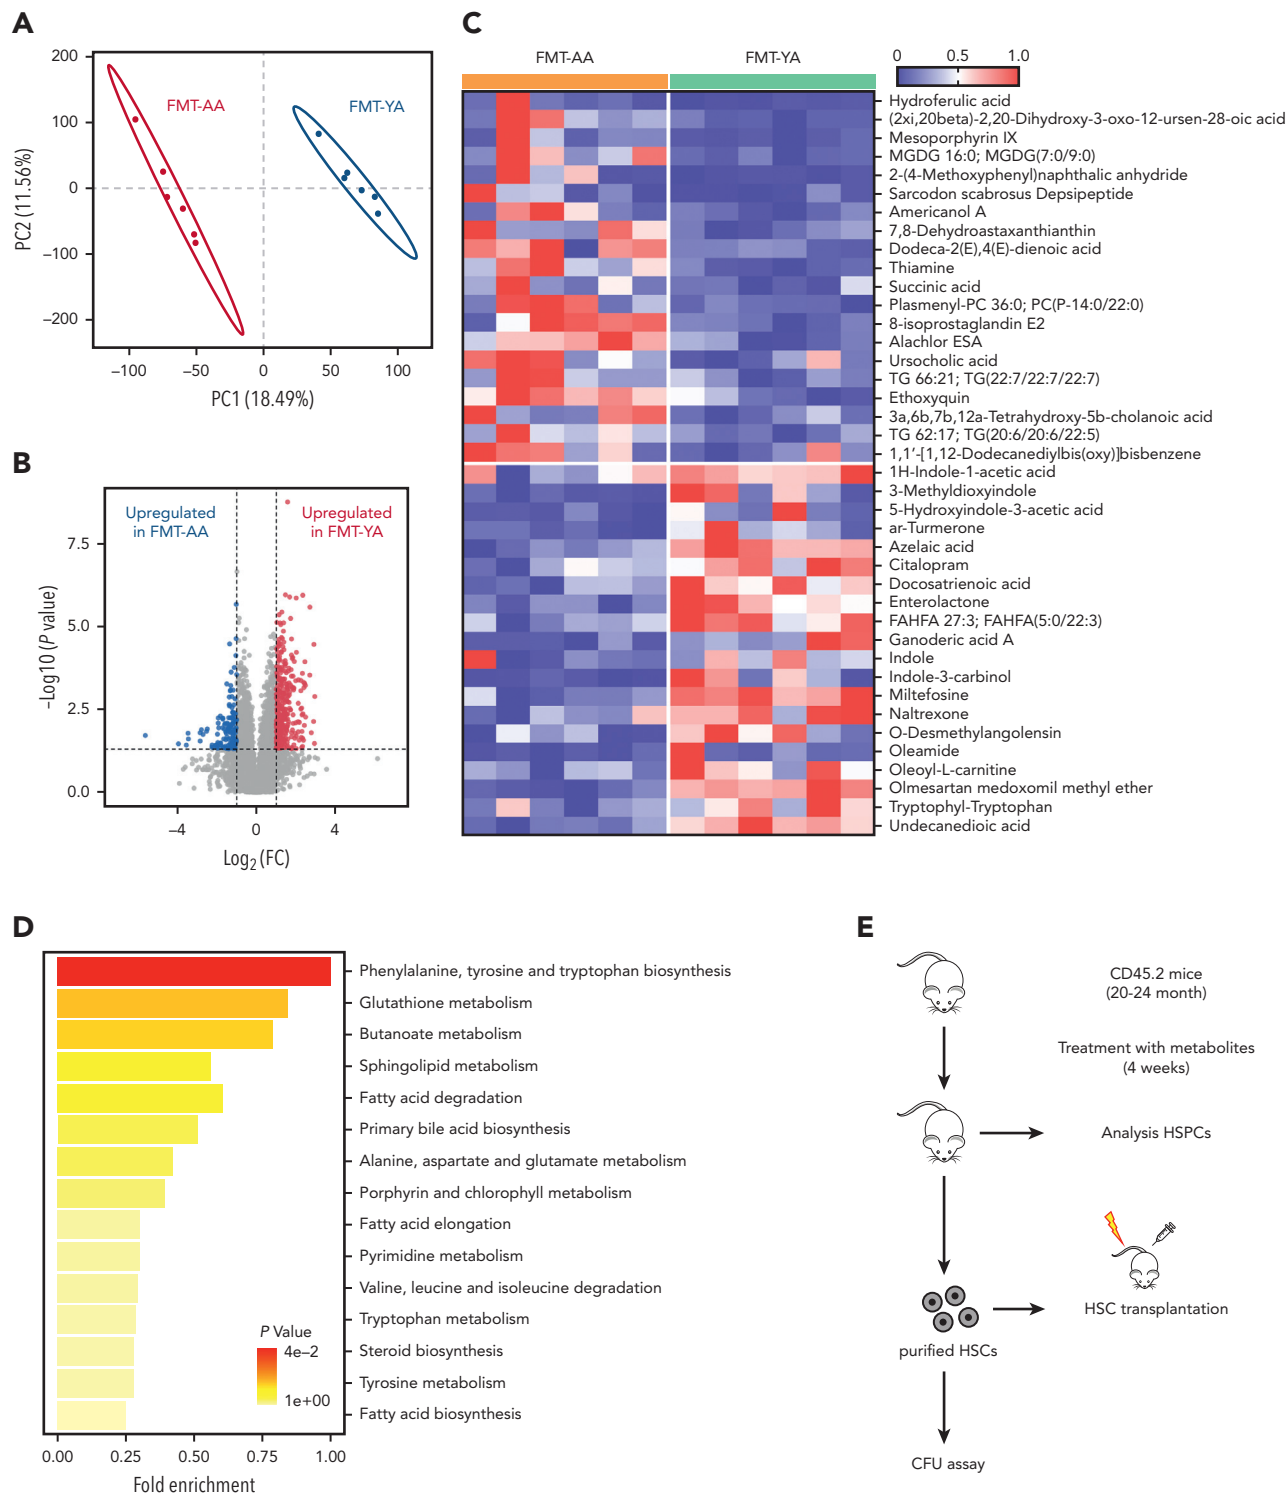 A
200
100
0
−100
−200
PC2 (11.56%)
FMT-AA
FMT-YA
−100
−50
0
50
100
PC1 (18.49%)
B
Upregulated
in FMT-AA
Upregulated
in FMT-YA
7.5
5.0
2.5
0.0
−Log10 (P value)
−4
0
4
Log2 (FC)
C
FMT-AA
FMT-YA
0
0.5
1.0
Hydroferulic acid
(2xi,20beta)-2,20-Dihydroxy-3-oxo-12-ursen-28-oic acid
Mesoporphyrin IX
MGDG 16:0; MGDG(7:0/9:0)
2-(4-Methoxyphenyl)naphthalic anhydride
Sarcodon scabrosus Depsipeptide
Americanol A
7,8-Dehydroastaxanthianthin
Dodeca-2(E),4(E)-dienoic acid
Thiamine
Succinic acid
Plasmenyl-PC 36:0; PC(P-14:0/22:0)
8-isoprostaglandin E2
Alachlor ESA
Ursocholic acid
TG 66:21; TG(22:7/22:7/22:7)
Ethoxyquin
3a,6b,7b,12a-Tetrahydroxy-5b-cholanoic acid
TG 62:17; TG(20:6/20:6/22:5)
1,1′-[1,12-Dodecanediylbis(oxy)]bisbenzene
1H-Indole-1-acetic acid
3-Methyldioxyindole
5-Hydroxyindole-3-acetic acid
ar-Turmerone
Azelaic acid
Citalopram
Docosatrienoic acid
Enterolactone
FAHFA 27:3; FAHFA(5:0/22:3)
Ganoderic acid A
Indole
Indole-3-carbinol
Miltefosine
Naltrexone
O-Desmethylangolensin
Oleamide
Oleoyl-L-carnitine
Olmesartan medoxomil methyl ether
Tryptophyl-Tryptophan
Undecanedioic acid
D
Phenylalanine, tyrosine and tryptophan biosynthesis
Glutathione metabolism
Butanoate metabolism
Sphingolipid metabolism
Fatty acid degradation
Primary bile acid biosynthesis
Alanine, aspartate and glutamate metabolism
Porphyrin and chlorophyll metabolism
Fatty acid elongation
Pyrimidine metabolism
Valine, leucine and isoleucine degradation
Tryptophan metabolism
Steroid biosynthesis
Tyrosine metabolism
Fatty acid biosynthesis
P Value
4e−2
1e+00
0.00
0.25
0.50
0.75
1.00
Fold enrichment
E
CD45.2 mice
(20-24 month)
Treatment with metabolites
(4 weeks)
Analysis HSPCs
HSC transplantation
purified HSCs
CFU assay